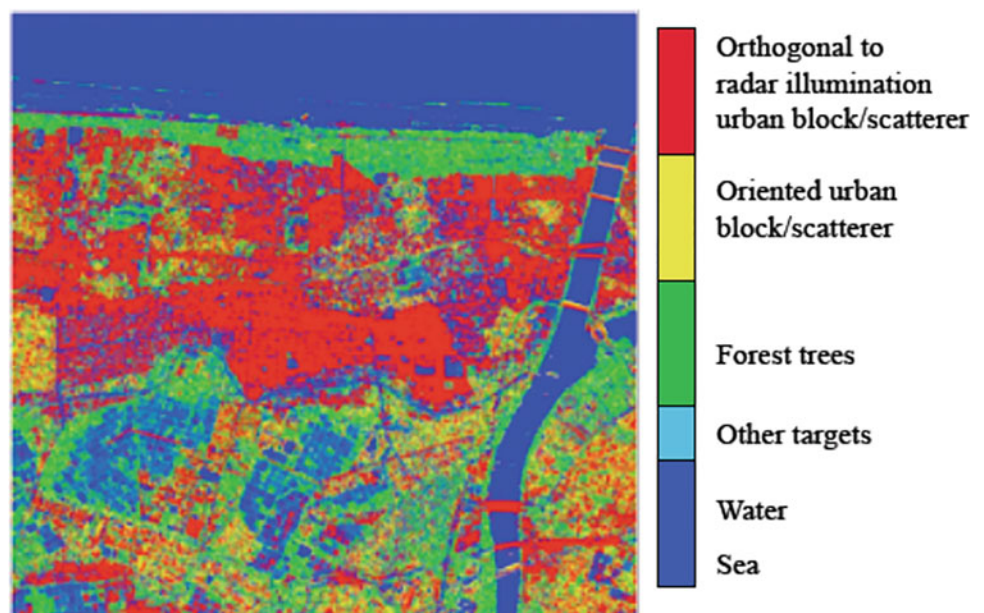 Orthogonal to
radar illumination
urban block/scatterer
Oriented urban
block/scatterer
Forest trees
Other targets
Water
Sea